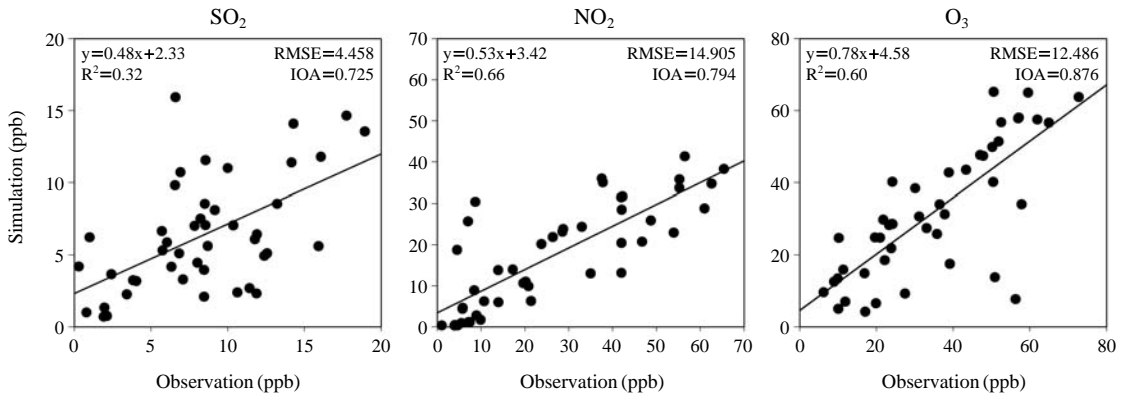 SO₂
y=0.48x+2.33
R²=0.32
RMSE=4.458
IOA=0.725
20
15
10
5
0
0 5 10 15 20
Simulation (ppb)
Observation (ppb)
NO₂
y=0.53x+3.42
R²=0.66
RMSE=14.905
IOA=0.794
70
60
50
40
30
20
10
0
0 10 20 30 40 50 60 70
Observation (ppb)
O₃
y=0.78x+4.58
R²=0.60
RMSE=12.486
IOA=0.876
80
60
40
20
0
0 20 40 60 80
Observation (ppb)